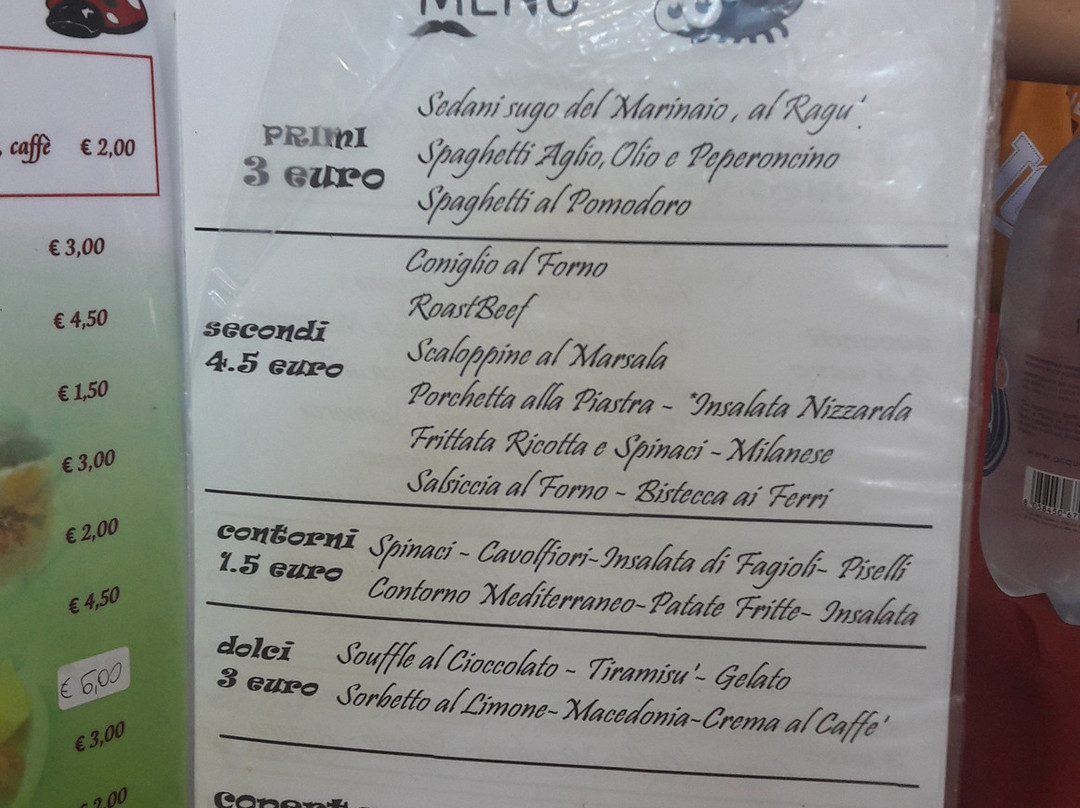 MENU
, caffè € 2,00
€ 3,00
€ 4,50
€ 1,50
€ 3,00
€ 2,00
€ 4,50
€ 5,00
€ 3,00
2,00
PRIMI
3 euro
Sedani sugo del Marinaio, al Ragu'.
Spaghetti Aglio, Olio e Peperoncino
Spaghetti al Pomodoro
secondi
4.5 euro
Coniglio al Forno
RoastBeef
Scaloppine al Marsala
Porchetta alla Piastra - *Insalata Nizzarda
Frittata Ricotta e Spinaci - Milanese
Salsiccia al Forno - Bistecca ai Ferri
contorni
1.5 euro
Spinaci - Cavolfiori-Insalata di Fagioli- Piselli
Contorno Mediterraneo-Patate Fritte- Insalata
dolci
3 euro
Souffle al Cioccolato - Tiramisu'- Gelato
Sorbetto al Limone- Macedonia-Crema al Caffe'